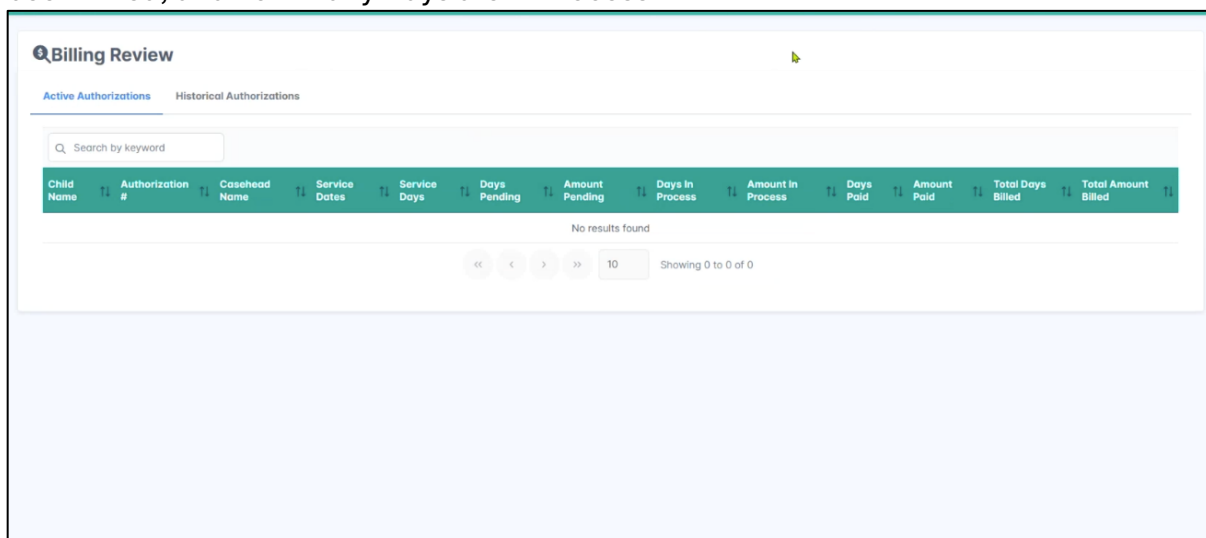 Billing Review
Active Authorizations Historical Authorizations
Search by keyword
Child Name Authorization # Casehead Name Service Dates Service Days Days Pending Amount Pending Days In Process Amount In Process Days Paid Amount Paid Total Days Billed Total Amount Billed
No results found
« ‹ › » 10 Showing 0 to 0 of 0